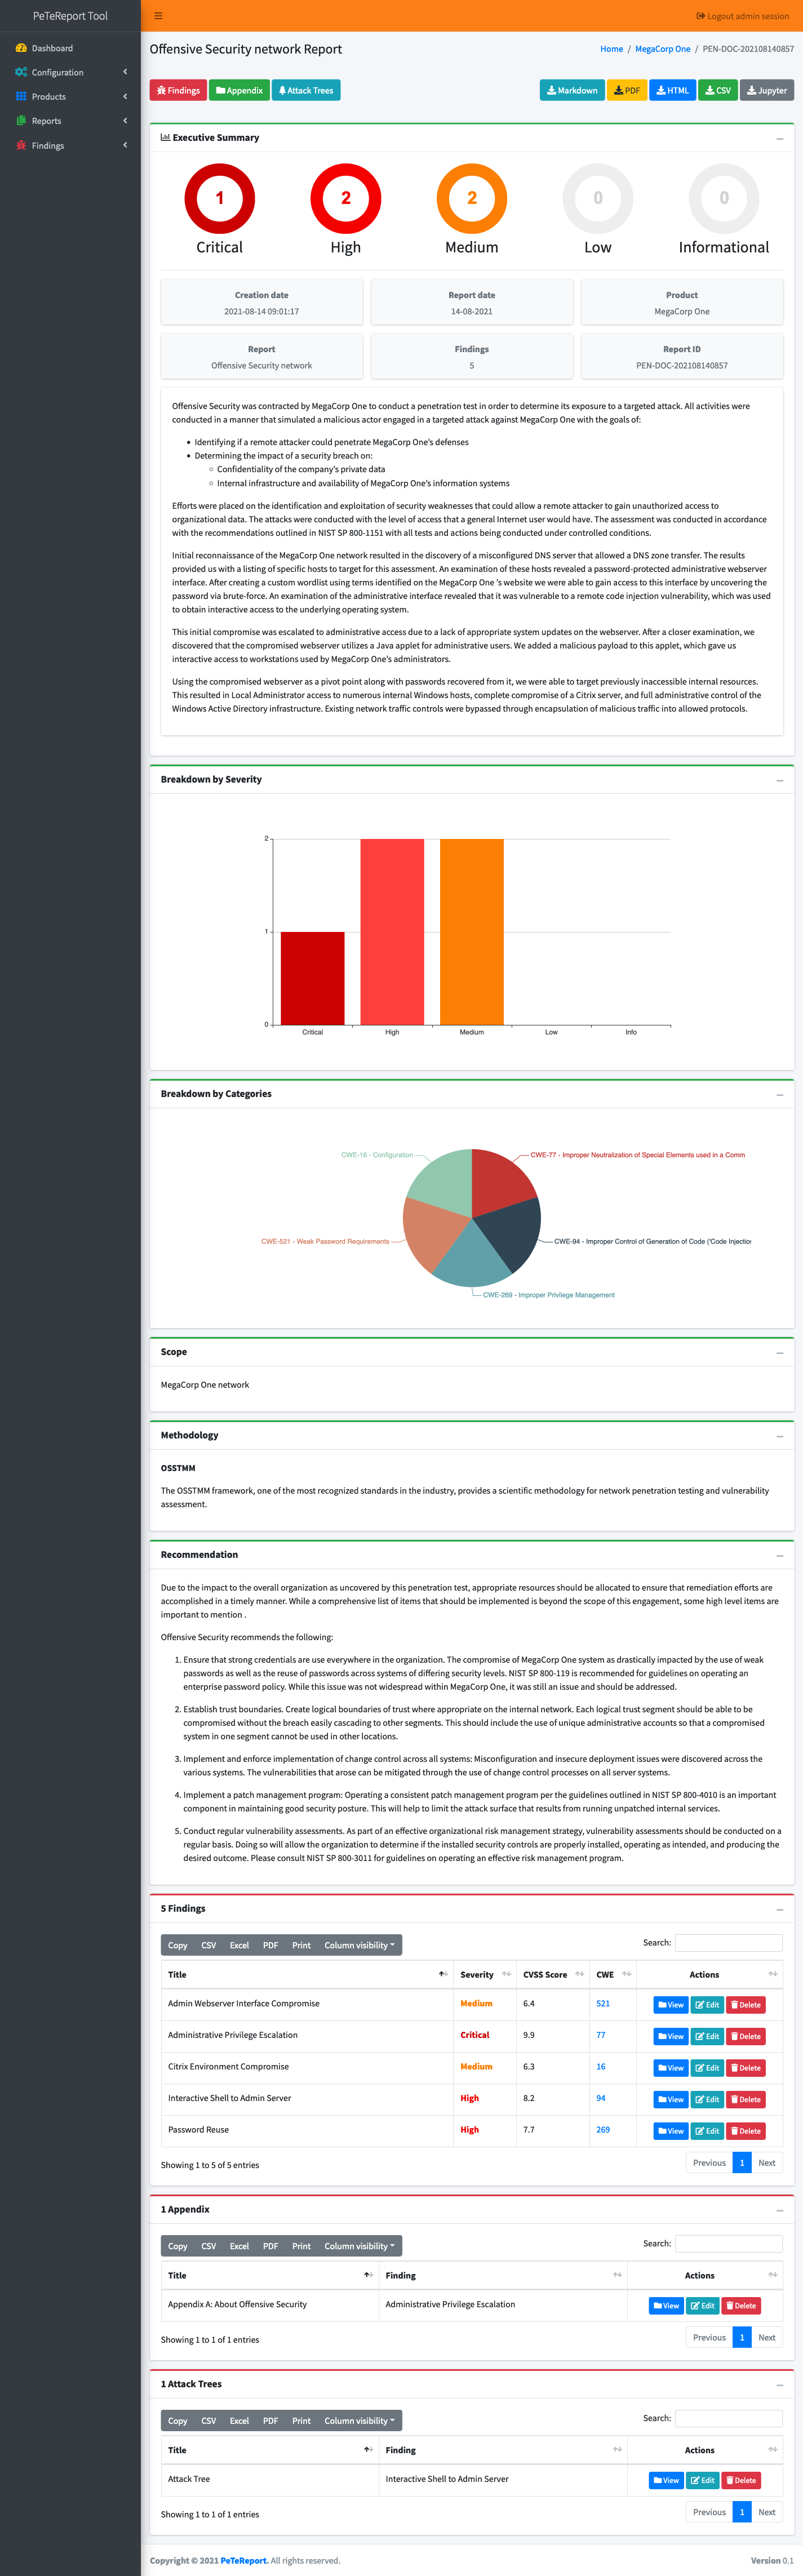 PeTeReport Tool
Logout admin session
Dashboard
Configuration
Products
Reports
Findings
Offensive Security network Report
Home / MegaCorp One / PEN-DOC-202108140857
Findings Appendix Attack Trees
Markdown PDF HTML CSV Jupyter
Executive Summary
1 2 2 0 0
Critical High Medium Low Informational
Creation date Report date Product
2021-08-14 09:01:17 14-08-2021 MegaCorp One
Report Findings Report ID
Offensive Security network 5 PEN-DOC-202108140857
Offensive Security was contracted by MegaCorp One to conduct a penetration test in order to determine its exposure to a targeted attack. All activities were
conducted in a manner that simulated a malicious actor engaged in a targeted attack against MegaCorp One with the goals of:
• Identifying if a remote attacker could penetrate MegaCorp One's defenses
• Determining the impact of a security breach on:
◦ Confidentiality of the company's private data
◦ Internal infrastructure and availability of MegaCorp One's information systems
Efforts were placed on the identification and exploitation of security weaknesses that could allow a remote attacker to gain unauthorized access to
organizational data. The attacks were conducted with the level of access that a general Internet user would have. The assessment was conducted in accordance
with the recommendations outlined in NIST SP 800-1151 with all tests and actions being conducted under controlled conditions.
Initial reconnaissance of the MegaCorp One network resulted in the discovery of a misconfigured DNS server that allowed a DNS zone transfer. The results
provided us with a listing of specific hosts to target for this assessment. An examination of these hosts revealed a password-protected administrative webserver
interface. After creating a custom wordlist using terms identified on the MegaCorp One 's website we were able to gain access to this interface by uncovering the
password via brute-force. An examination of the administrative interface revealed that it was vulnerable to a remote code injection vulnerability, which was used
to obtain interactive access to the underlying operating system.
This initial compromise was escalated to administrative access due to a lack of appropriate system updates on the webserver. After a closer examination, we
discovered that the compromised webserver utilizes a Java applet for administrative users. We added a malicious payload to this applet, which gave us
interactive access to workstations used by MegaCorp One's administrators.
Using the compromised webserver as a pivot point along with passwords recovered from it, we were able to target previously inaccessible internal resources.
This resulted in Local Administrator access to numerous internal Windows hosts, complete compromise of a Citrix server, and full administrative control of the
Windows Active Directory infrastructure. Existing network traffic controls were bypassed through encapsulation of malicious traffic into allowed protocols.
Breakdown by Severity
2
1
0
Critical High Medium Low Info
Breakdown by Categories
CWE-16 - Configuration
CWE-77 - Improper Neutralization of Special Elements used in a Comm
CWE-521 - Weak Password Requirements
CWE-94 - Improper Control of Generation of Code ('Code Injection
CWE-269 - Improper Privilege Management
Scope
MegaCorp One network
Methodology
OSSTMM
The OSSTMM framework, one of the most recognized standards in the industry, provides a scientific methodology for network penetration testing and vulnerability
assessment.
Recommendation
Due to the impact to the overall organization as uncovered by this penetration test, appropriate resources should be allocated to ensure that remediation efforts are
accomplished in a timely manner. While a comprehensive list of items that should be implemented is beyond the scope of this engagement, some high level items are
important to mention .
Offensive Security recommends the following:
1. Ensure that strong credentials are use everywhere in the organization. The compromise of MegaCorp One system as drastically impacted by the use of weak
passwords as well as the reuse of passwords across systems of differing security levels. NIST SP 800-119 is recommended for guidelines on operating an
enterprise password policy. While this issue was not widespread within MegaCorp One, it was still an issue and should be addressed.
2. Establish trust boundaries. Create logical boundaries of trust where appropriate on the internal network. Each logical trust segment should be able to be
compromised without the breach easily cascading to other segments. This should include the use of unique administrative accounts so that a compromised
system in one segment cannot be used in other locations.
3. Implement and enforce implementation of change control across all systems: Misconfiguration and insecure deployment issues were discovered across the
various systems. The vulnerabilities that arose can be mitigated through the use of change control processes on all server systems.
4. Implement a patch management program: Operating a consistent patch management program per the guidelines outlined in NIST SP 800-4010 is an important
component in maintaining good security posture. This will help to limit the attack surface that results from running unpatched internal services.
5. Conduct regular vulnerability assessments. As part of an effective organizational risk management strategy, vulnerability assessments should be conducted on a
regular basis. Doing so will allow the organization to determine if the installed security controls are properly installed, operating as intended, and producing the
desired outcome. Please consult NIST SP 800-3011 for guidelines on operating an effective risk management program.
5 Findings
Copy CSV Excel PDF Print Column visibility Search:
Title Severity CVSS Score CWE Actions
Admin Webserver Interface Compromise Medium 6.4 521 View Edit Delete
Administrative Privilege Escalation Critical 9.9 77 View Edit Delete
Citrix Environment Compromise Medium 6.3 16 View Edit Delete
Interactive Shell to Admin Server High 8.2 94 View Edit Delete
Password Reuse High 7.7 269 View Edit Delete
Showing 1 to 5 of 5 entries Previous 1 Next
1 Appendix
Copy CSV Excel PDF Print Column visibility Search:
Title Finding Actions
Appendix A: About Offensive Security Administrative Privilege Escalation View Edit Delete
Showing 1 to 1 of 1 entries Previous 1 Next
1 Attack Trees
Copy CSV Excel PDF Print Column visibility Search:
Title Finding Actions
Attack Tree Interactive Shell to Admin Server View Edit Delete
Showing 1 to 1 of 1 entries Previous 1 Next
Copyright © 2021 PeTeReport. All rights reserved. Version 0.1